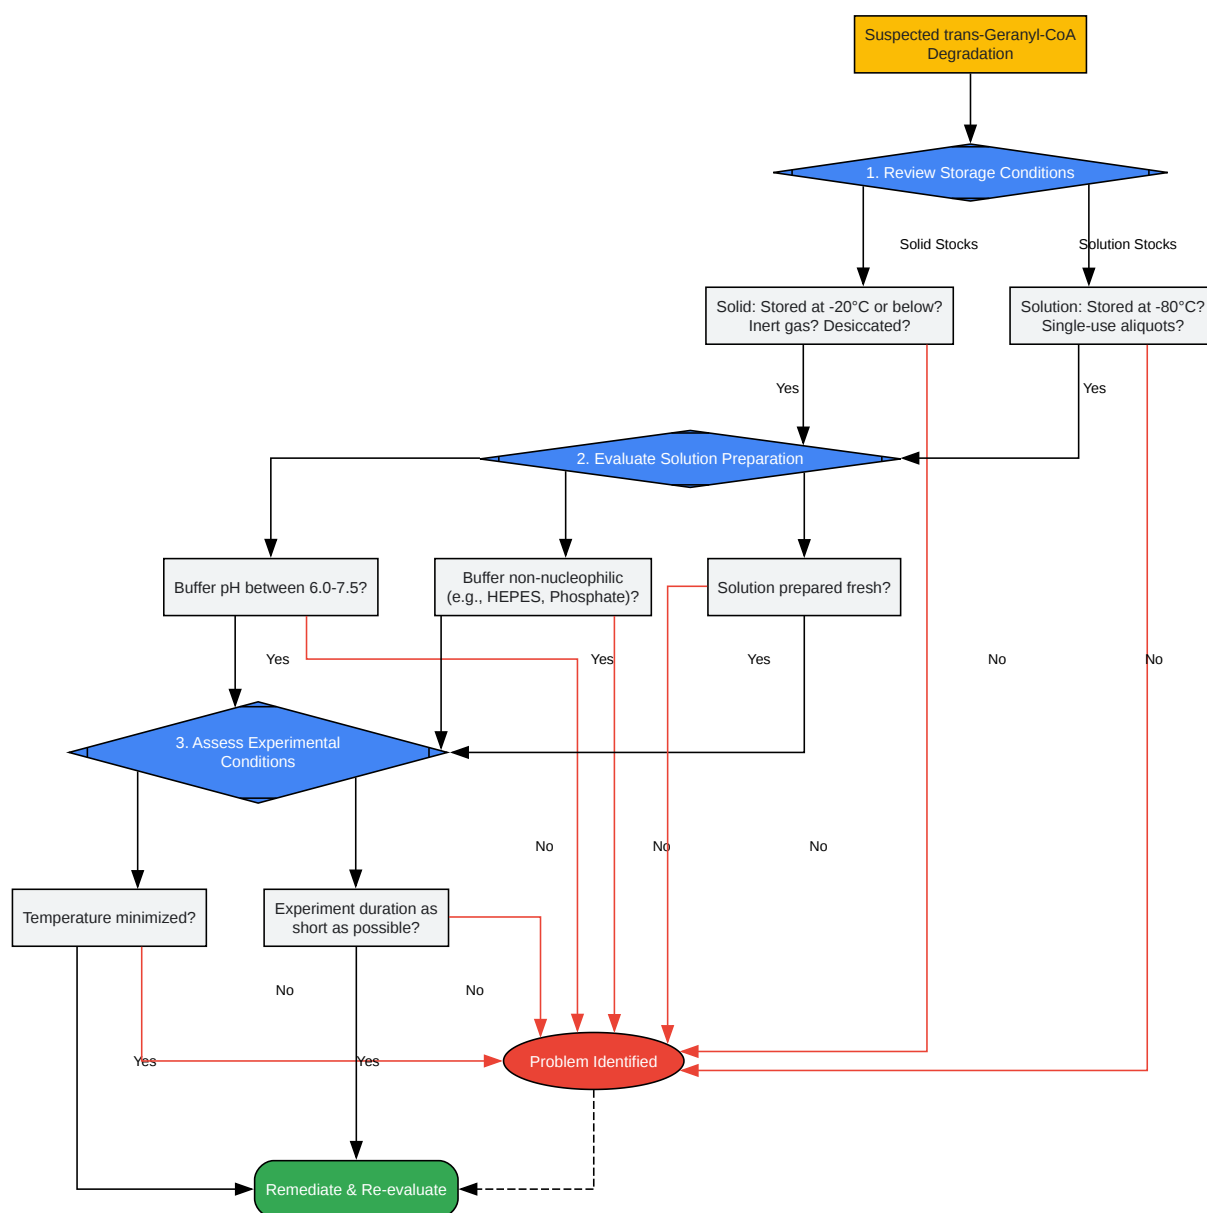 Suspected trans-Geranyl-CoA
Degradation
1. Review Storage Conditions
Solid Stocks
Solution Stocks
Solid: Stored at -20°C or below?
Inert gas? Desiccated?
Solution: Stored at -80°C?
Single-use aliquots?
Yes
Yes
2. Evaluate Solution Preparation
Buffer pH between 6.0-7.5?
Buffer non-nucleophilic
(e.g., HEPES, Phosphate)?
Solution prepared fresh?
Yes
Yes
Yes
No
No
3. Assess Experimental
Conditions
No
No
No
Temperature minimized?
Experiment duration as
short as possible?
No
No
Yes
Yes
Problem Identified
Remediate & Re-evaluate